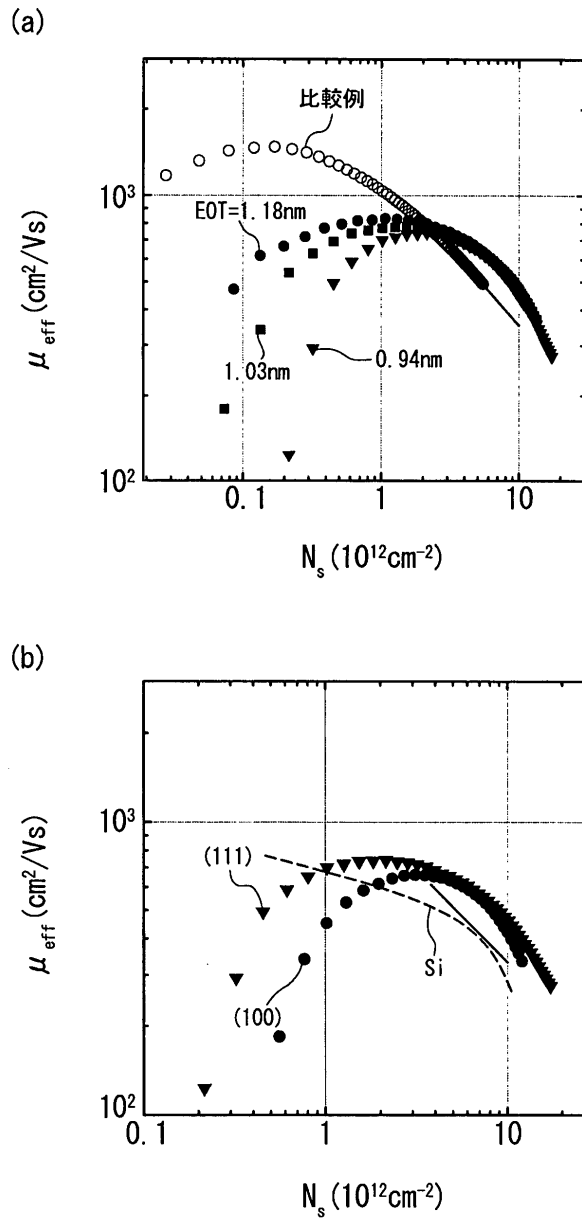 (a)
μeff (cm²/Vs)
10³
10²
比較例
EOT=1.18nm
1.03nm
0.94nm
0.1
1
10
Ns (10¹²cm⁻²)
(b)
μeff (cm²/Vs)
10³
10²
(111)
(100)
Si
0.1
1
10
Ns (10¹²cm⁻²)